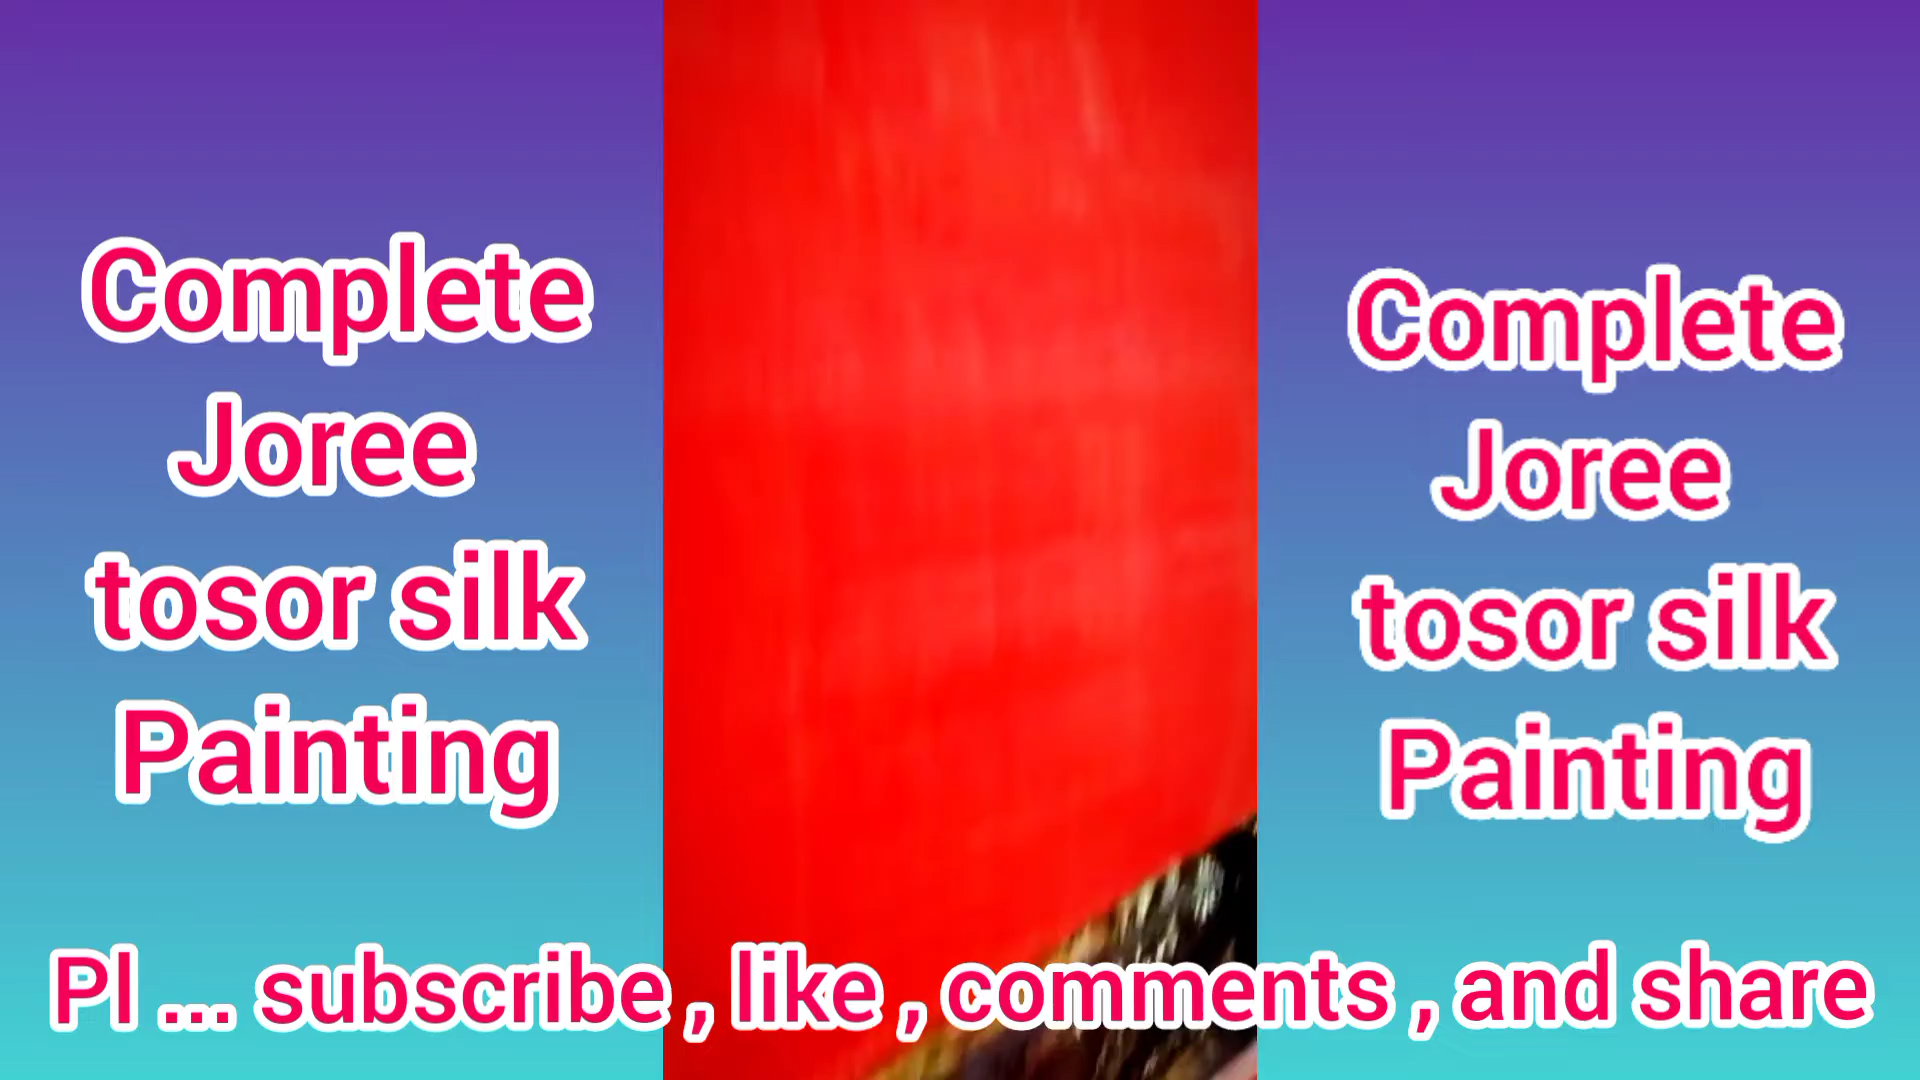 Complete
Joree
tosor silk
Painting
Complete
Joree
tosor silk
Painting
Pl ... subscribe , like , comments , and share